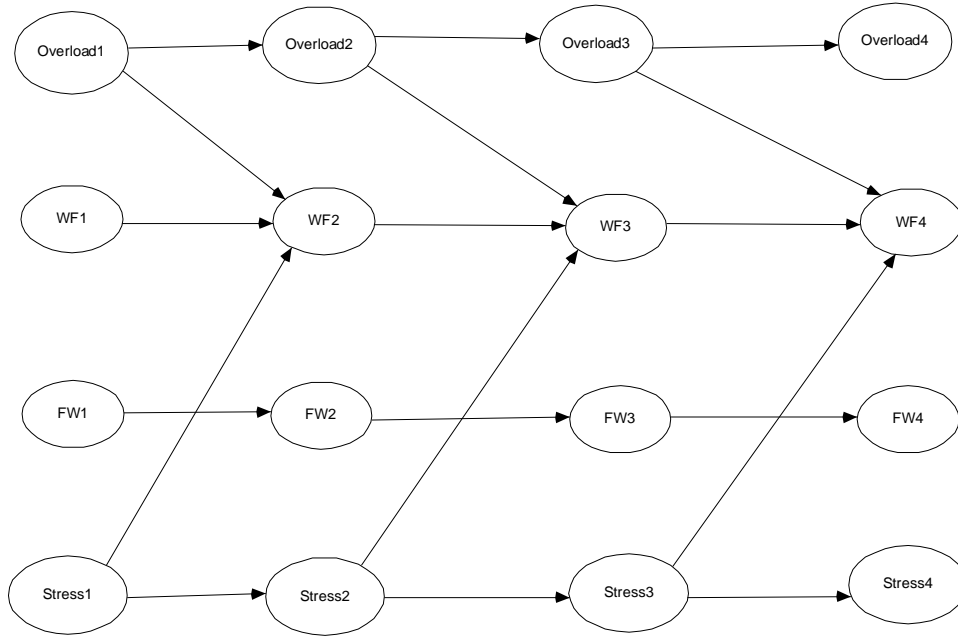 Overload1
Overload2
Overload3
Overload4
WF1
WF2
WF3
WF4
FW1
FW2
FW3
FW4
Stress1
Stress2
Stress3
Stress4